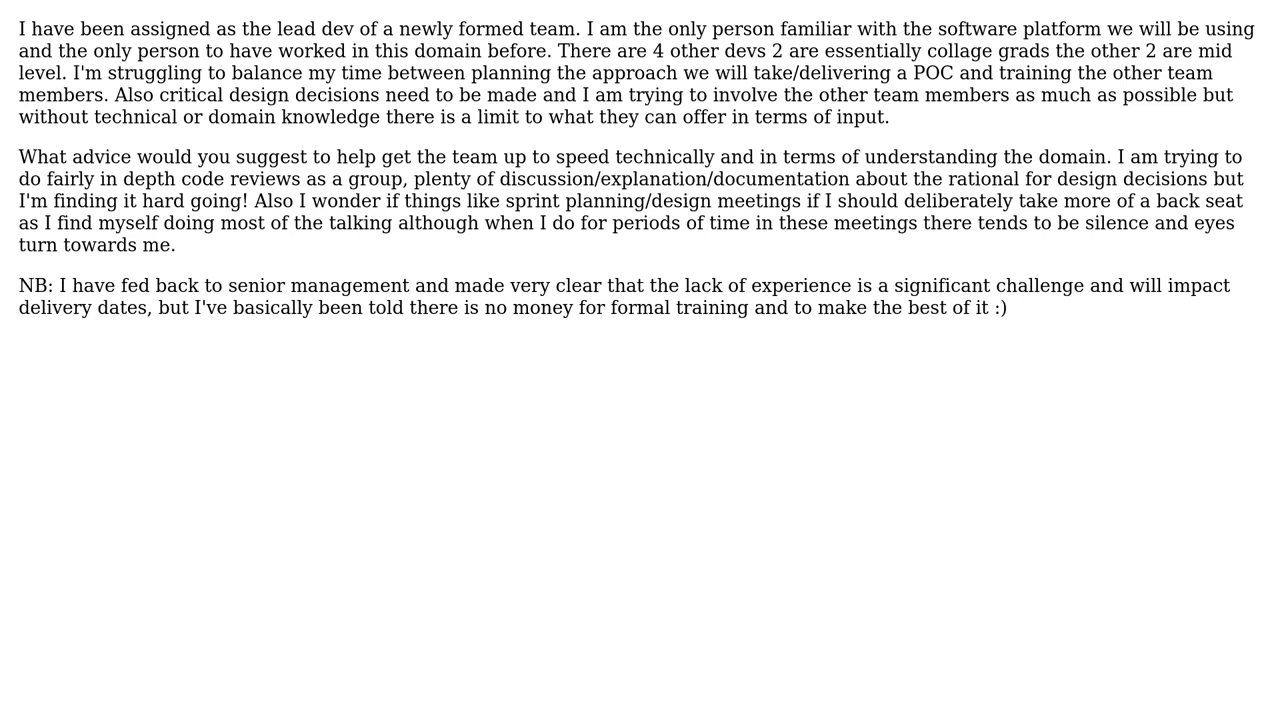 I have been assigned as the lead dev of a newly formed team. I am the only person familiar with the software platform we will be using
and the only person to have worked in this domain before. There are 4 other devs 2 are essentially collage grads the other 2 are mid
level. I'm struggling to balance my time between planning the approach we will take/delivering a POC and training the other team
members. Also critical design decisions need to be made and I am trying to involve the other team members as much as possible but
without technical or domain knowledge there is a limit to what they can offer in terms of input.
What advice would you suggest to help get the team up to speed technically and in terms of understanding the domain. I am trying to
do fairly in depth code reviews as a group, plenty of discussion/explanation/documentation about the rational for design decisions but
I'm finding it hard going! Also I wonder if things like sprint planning/design meetings if I should deliberately take more of a back seat
as I find myself doing most of the talking although when I do for periods of time in these meetings there tends to be silence and eyes
turn towards me.
NB: I have fed back to senior management and made very clear that the lack of experience is a significant challenge and will impact
delivery dates, but I've basically been told there is no money for formal training and to make the best of it :)